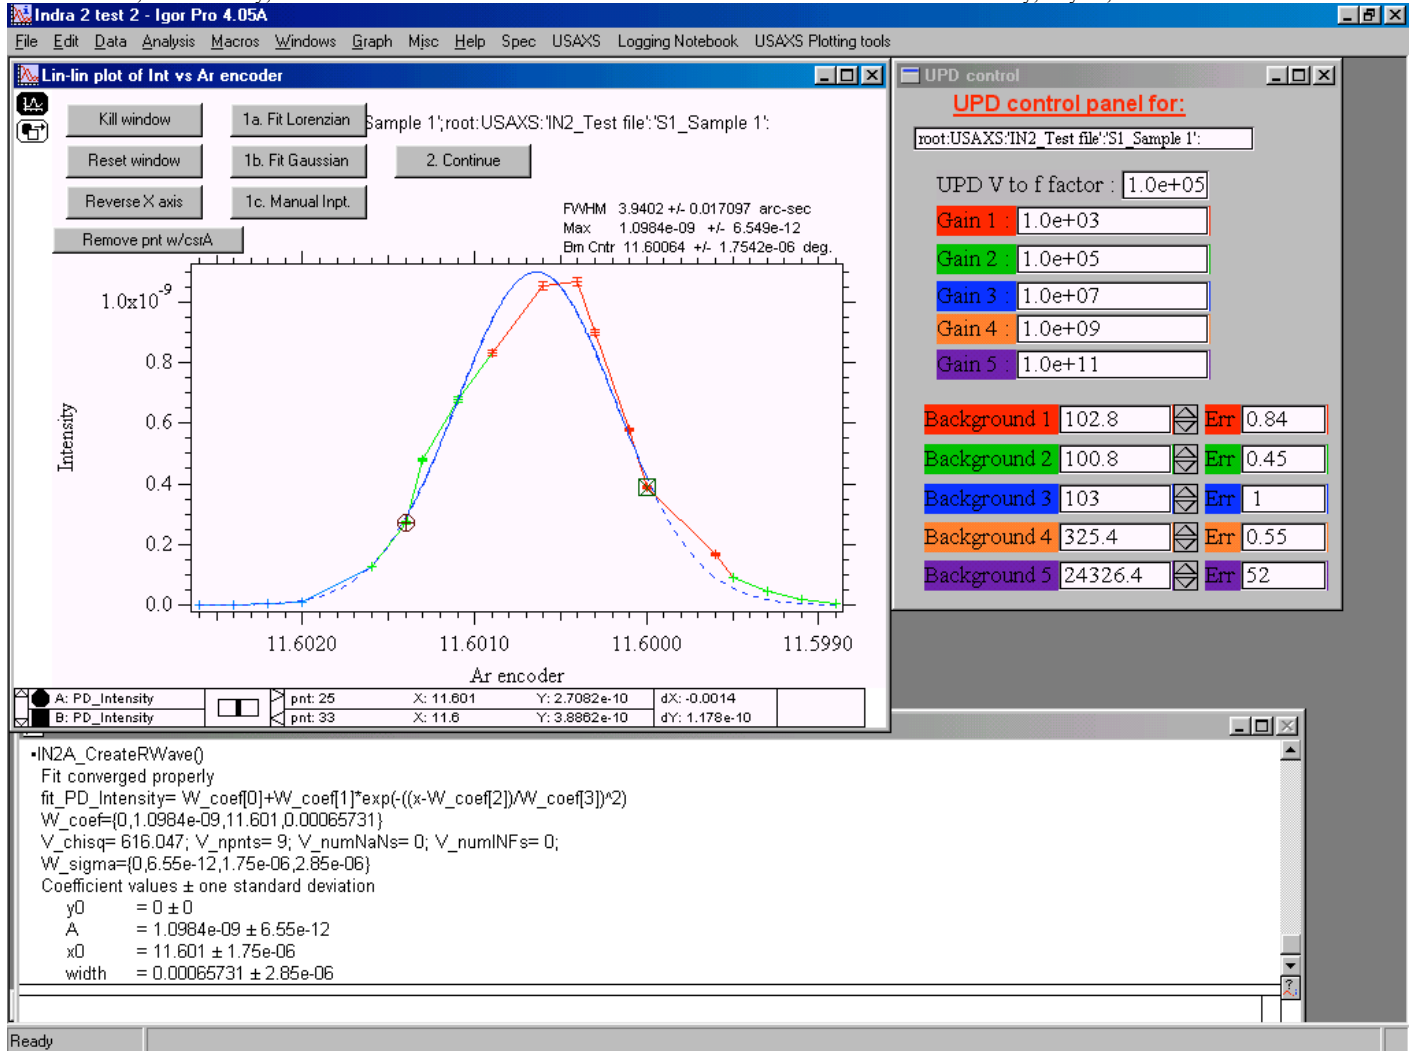 Indra 2 test 2 - Igor Pro 4.05A
File Edit Data Analysis Macros Windows Graph Misc Help Spec USAXS Logging Notebook USAXS Plotting tools
Lin-lin plot of Int vs Ar encoder
Kill window
1a. Fit Lorenzian
Sample 1';root:USAXS:'IN2_Test file':'S1_Sample 1':
Reset window
1b. Fit Gaussian
2. Continue
Reverse X axis
1c. Manual Inpt.
Remove pnt w/csrA
FWHM 3.9402 +/- 0.017097 arc-sec
Max 1.0984e-09 +/- 6.549e-12
Bm Cntr 11.60064 +/- 1.7542e-06 deg.
1.0x10-9
0.8
0.6
0.4
0.2
0.0
Intensity
11.6020 11.6010 11.6000 11.5990
Ar encoder
A: PD_Intensity pnt: 25 X: 11.601 Y: 2.7082e-10 dX: -0.0014
B: PD_Intensity pnt: 33 X: 11.6 Y: 3.8862e-10 dY: 1.178e-10
UPD control
UPD control panel for:
root:USAXS:'IN2_Test file':'S1_Sample 1':
UPD V to f factor : 1.0e+05
Gain 1 : 1.0e+03
Gain 2 : 1.0e+05
Gain 3 : 1.0e+07
Gain 4 : 1.0e+09
Gain 5 : 1.0e+11
Background 1 102.8 Err 0.84
Background 2 100.8 Err 0.45
Background 3 103 Err 1
Background 4 325.4 Err 0.55
Background 5 24326.4 Err 52
•IN2A_CreateRWave()
Fit converged properly
fit_PD_Intensity= W_coef[0]+W_coef[1]*exp(-((x-W_coef[2])/W_coef[3])^2)
W_coef={0,1.0984e-09,11.601,0.00065731}
V_chisq= 616.047; V_npnts= 9; V_numNaNs= 0; V_numINFs= 0;
W_sigma={0,6.55e-12,1.75e-06,2.85e-06}
Coefficient values ± one standard deviation
y0 = 0 ± 0
A = 1.0984e-09 ± 6.55e-12
x0 = 11.601 ± 1.75e-06
width = 0.00065731 ± 2.85e-06
Ready